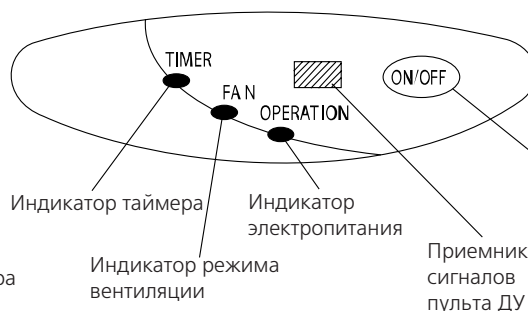 TIMER
FAN
OPERATION
ON/OFF
Индикатор таймера
Индикатор
электропитания
Индикатор режима
вентиляции
Приемник
сигналов
пульта ДУ